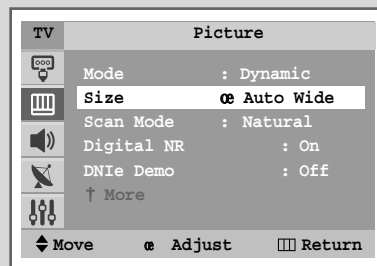 TV Picture
Mode : Dynamic
Size œ Auto Wide
Scan Mode : Natural
Digital NR : On
DNIe Demo : Off
† More
Move œ Adjust Return